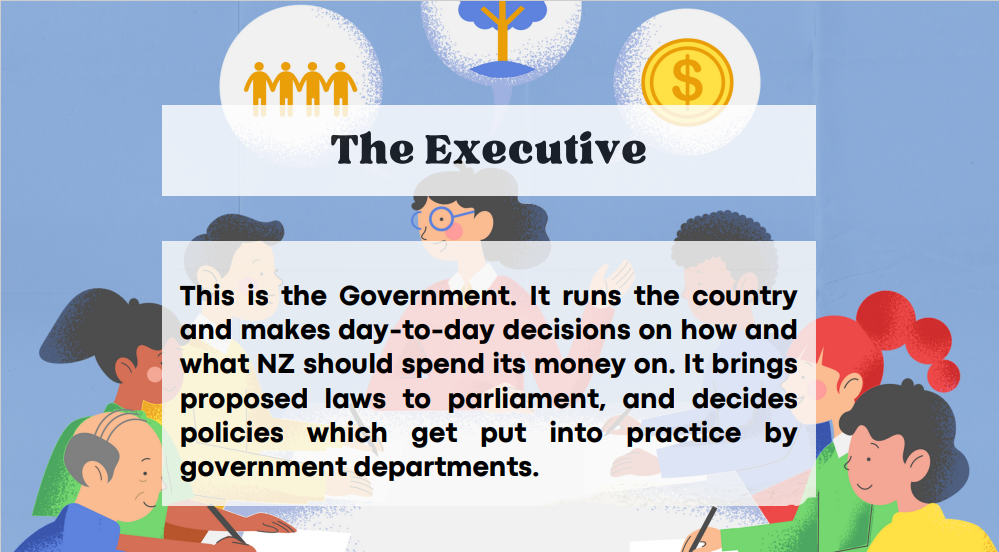 $
The Executive
This is the Government. It runs the country
and makes day-to-day decisions on how and
what NZ should spend its money on. It brings
proposed laws to parliament, and decides
policies which get put into practice by
government departments.